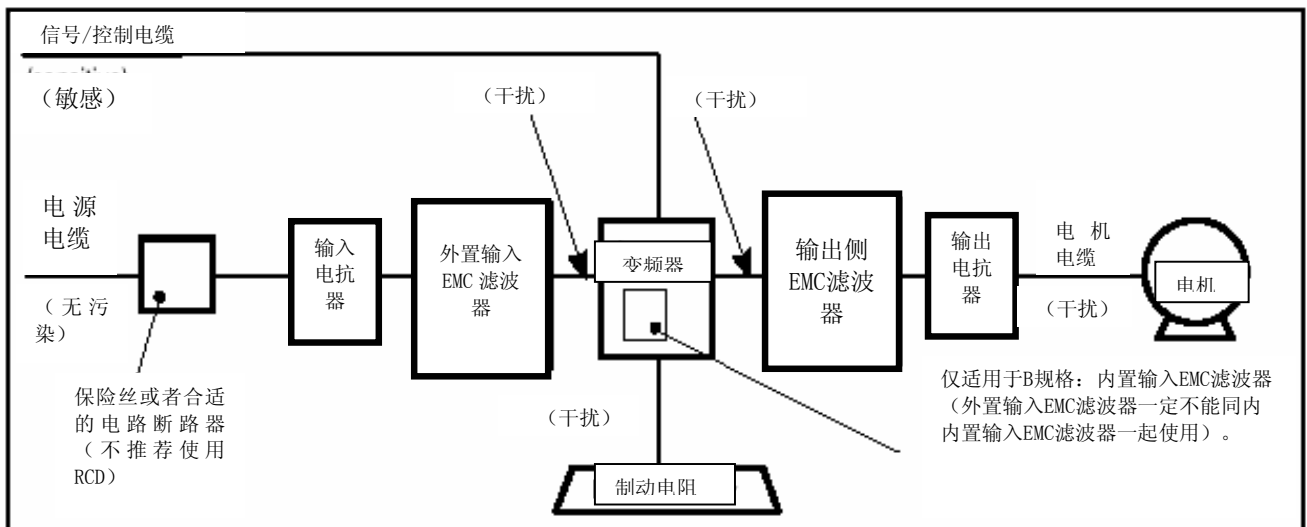 信号/控制电缆
（敏感）
（干扰）
（干扰）
电 源
电缆
（ 无 污
染）
输入
电抗
器
外置输入
EMC 滤波
器
变频器
输出侧
EMC滤波
器
输出
电抗
器
电 机
电缆
（干扰）
电机
保险丝或者合适
的 电 路 断 路 器
（ 不 推 荐 使 用
RCD）
（干扰）
制动电阻
仅适用于B规格：内置输入EMC滤波器
（外置输入EMC滤波器一定不能同内
内置输入EMC滤波器一起使用）。